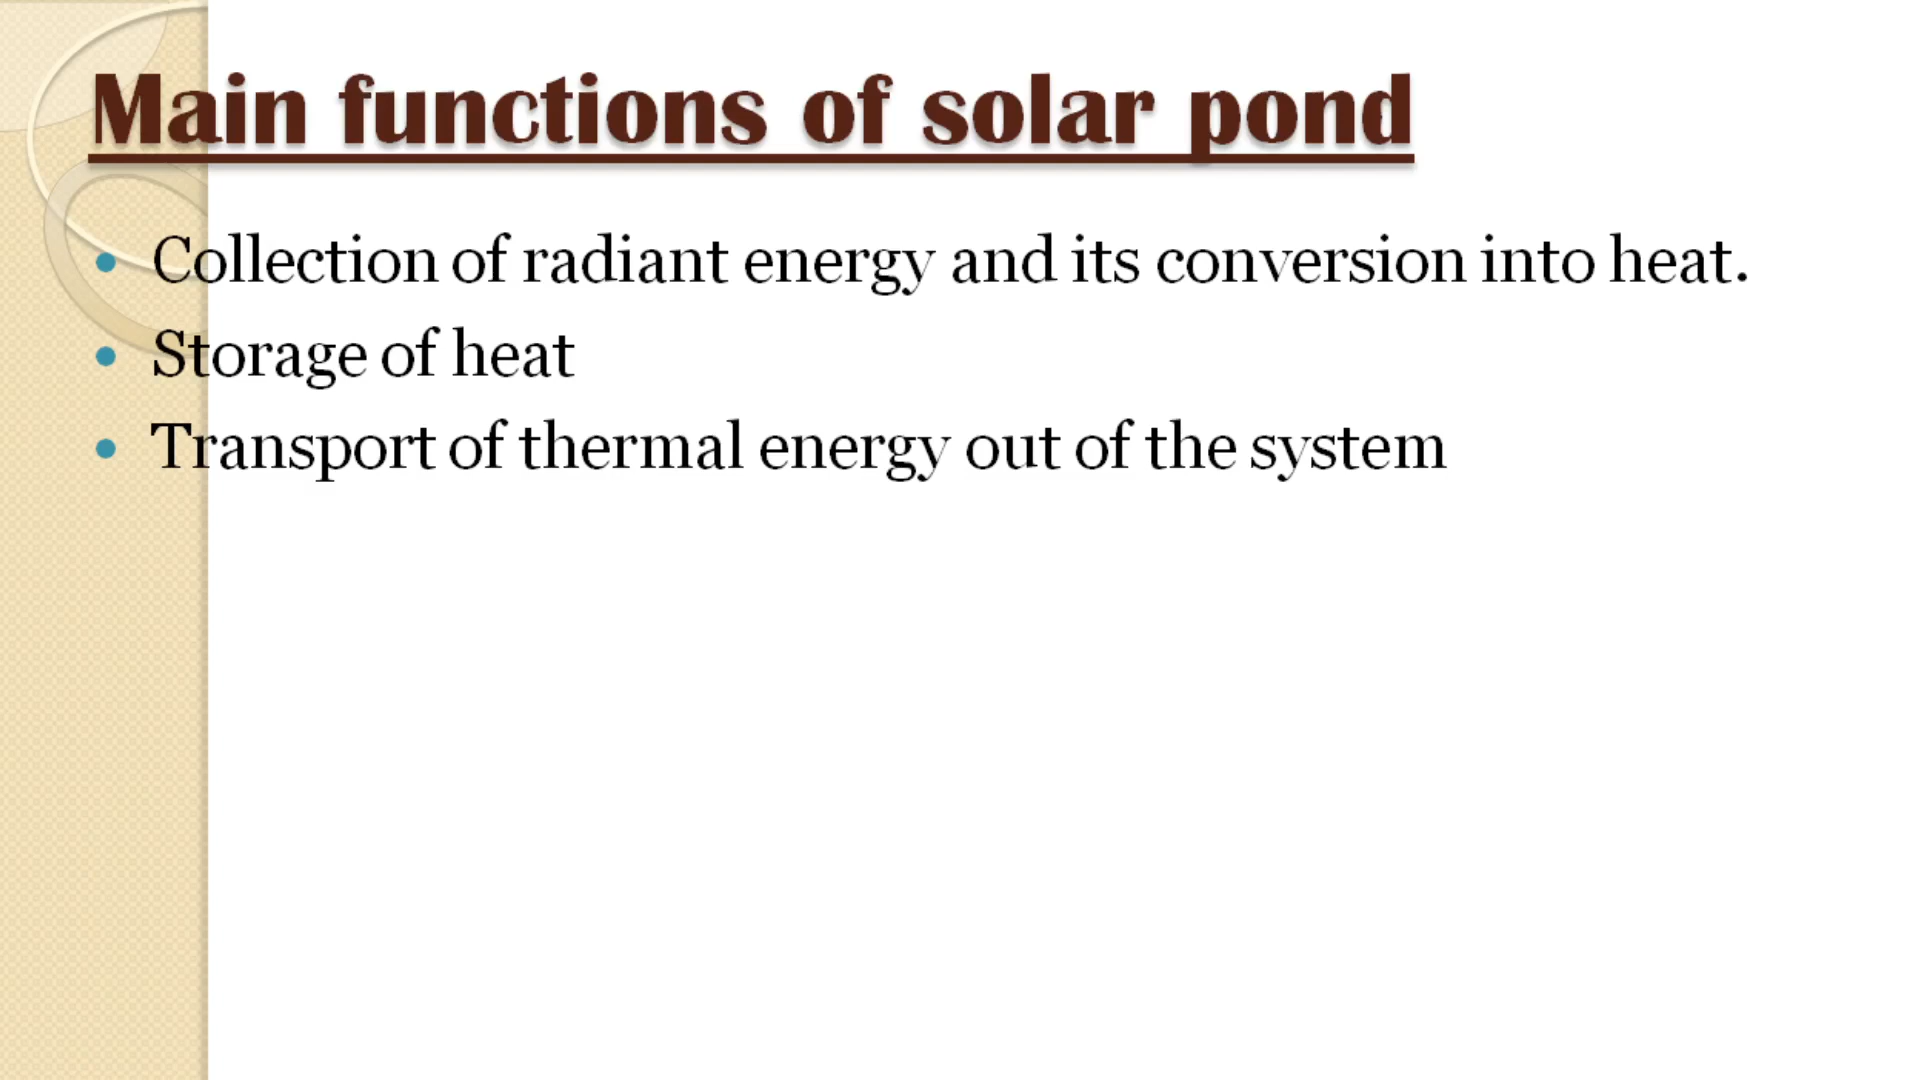 Main functions of solar pond
• Collection of radiant energy and its conversion into heat.
• Storage of heat
• Transport of thermal energy out of the system